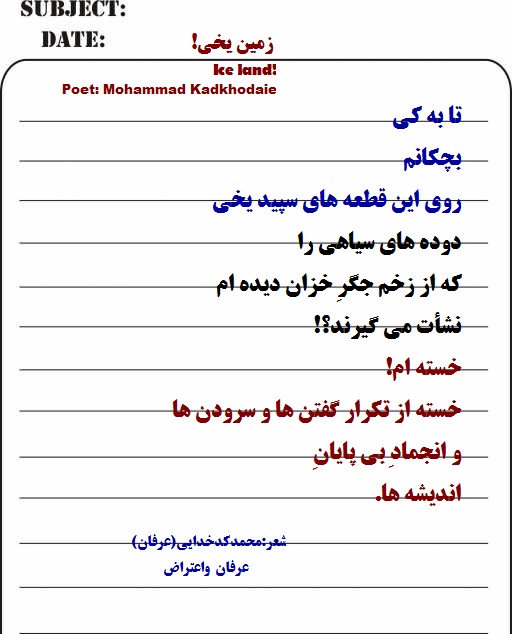 SUBJECT:
DATE:
زمین یخی!
Ice land!
Poet: Mohammad Kadkhodaie
تا به کی
بچکانم
روی این قطعه های سپید یخی
دوده های سیاهی را
که از زخم جگرِ خزان دیده ام
نشأت می گیرند؟!
خسته ام!
خسته از تکرار گفتن ها و سرودن ها
و انجمادِ بی پایانِ
اندیشه ها.
شعر:محمدکدخدایی(عرفان)
عرفان واعتراض